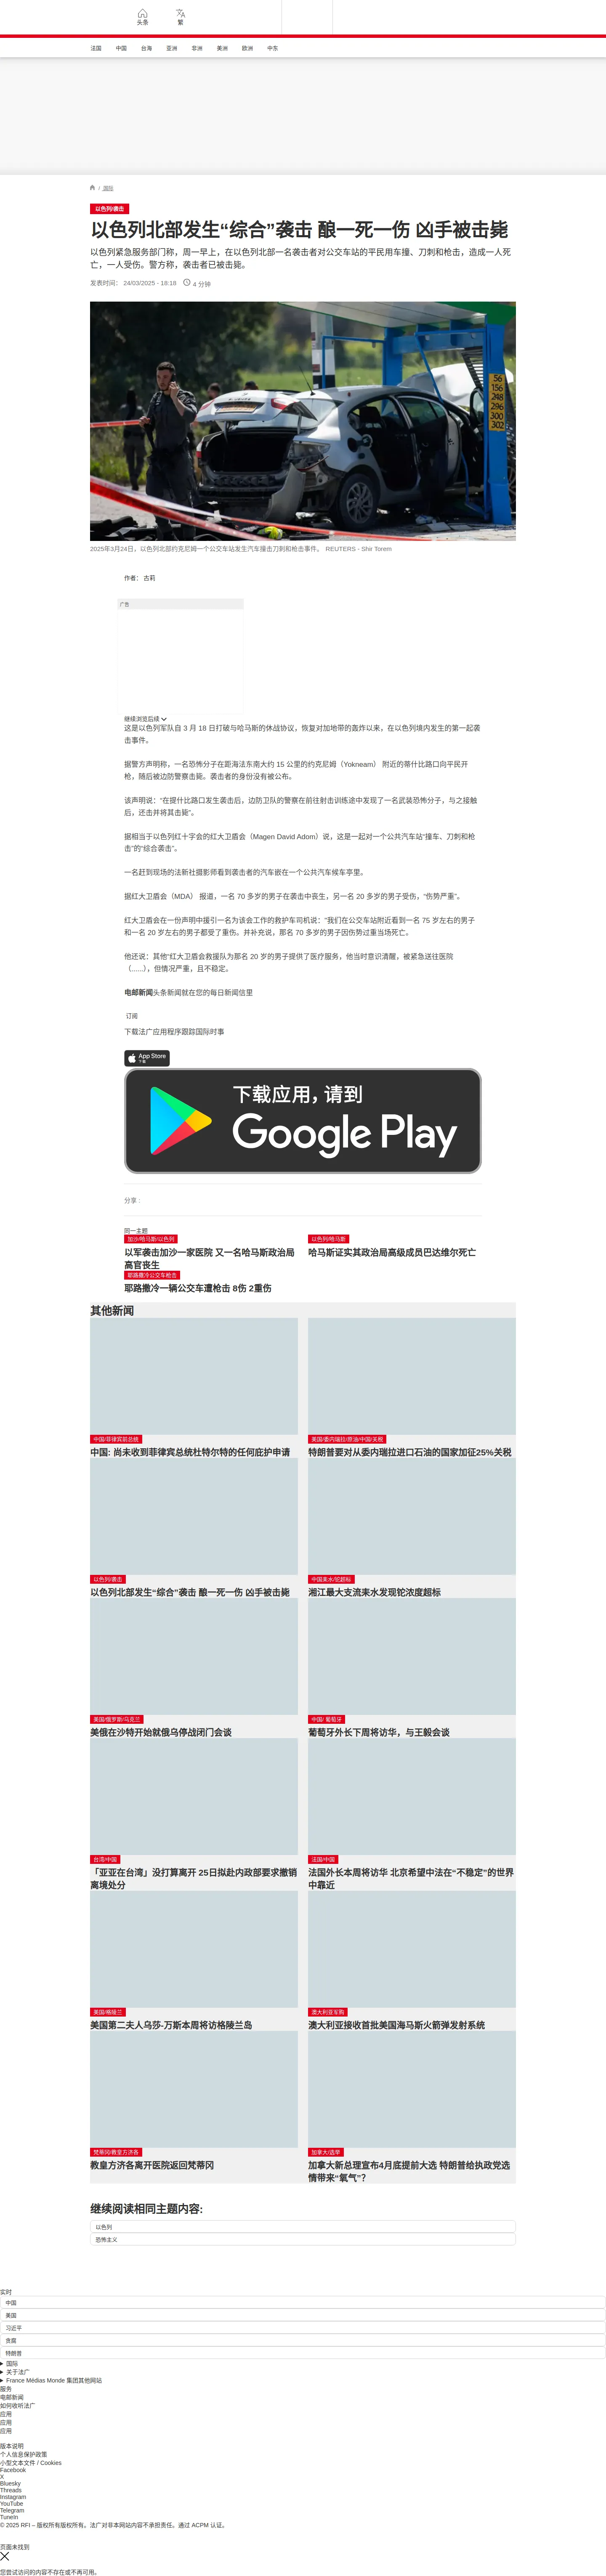 头条
繁
法国 中国 台海 亚洲 非洲 美洲 欧洲 中东
/ 国际
以色列/袭击
以色列北部发生“综合”袭击 酿一死一伤 凶手被击毙
以色列紧急服务部门称，周一早上，在以色列北部一名袭击者对公交车站的平民用车撞、刀刺和枪击，造成一人死
亡，一人受伤。警方称，袭击者已被击毙。
发表时间： 24/03/2025 - 18:18 4 分钟
56
156
248
296
300
302
2025年3月24日，以色列北部约克尼姆一个公交车站发生汽车撞击刀刺和枪击事件。 REUTERS - Shir Torem
作者： 古莉
广告
继续浏览后续
这是以色列军队自 3 月 18 日打破与哈马斯的休战协议，恢复对加地带的轰炸以来，在以色列境内发生的第一起袭
击事件。
据警方声明称，一名恐怖分子在距海法东南大约 15 公里的约克尼姆（Yokneam） 附近的蒂什比路口向平民开
枪，随后被边防警察击毙。袭击者的身份没有被公布。
该声明说：“在提什比路口发生袭击后，边防卫队的警察在前往射击训练途中发现了一名武装恐怖分子，与之接触
后，还击并将其击毙”。
据相当于以色列红十字会的红大卫盾会（Magen David Adom）说，这是一起对一个公共汽车站“撞车、刀刺和枪
击”的“综合袭击”。
一名赶到现场的法新社摄影师看到袭击者的汽车嵌在一个公共汽车候车亭里。
据红大卫盾会（MDA） 报道，一名 70 多岁的男子在袭击中丧生，另一名 20 多岁的男子受伤，“伤势严重”。
红大卫盾会在一份声明中援引一名为该会工作的救护车司机说：“我们在公交车站附近看到一名 75 岁左右的男子
和一名 20 岁左右的男子都受了重伤。并补充说，那名 70 多岁的男子因伤势过重当场死亡。
他还说：其他“红大卫盾会救援队为那名 20 岁的男子提供了医疗服务，他当时意识清醒，被紧急送往医院
（......），但情况严重，且不稳定。
电邮新闻头条新闻就在您的每日新闻信里
订阅
下载法广应用程序跟踪国际时事
App Store
下载
下载应用，请到
Google Play
分享 :
同一主题
加沙/哈马斯/以色列
以军袭击加沙一家医院 又一名哈马斯政治局
高官丧生
以色列/哈马斯
哈马斯证实其政治局高级成员巴达维尔死亡
耶路撒冷公交车枪击
耶路撒冷一辆公交车遭枪击 8伤 2重伤
其他新闻
中国/菲律宾前总统
中国: 尚未收到菲律宾总统杜特尔特的任何庇护申请
美国/委内瑞拉/原油/中国/关税
特朗普要对从委内瑞拉进口石油的国家加征25%关税
以色列/袭击
以色列北部发生“综合”袭击 酿一死一伤 凶手被击毙
中国耒水/铊超标
湘江最大支流耒水发现铊浓度超标
美国/俄罗斯/乌克兰
美俄在沙特开始就俄乌停战闭门会谈
中国/ 葡萄牙
葡萄牙外长下周将访华，与王毅会谈
台湾/中国
「亚亚在台湾」没打算离开 25日拟赴内政部要求撤销
离境处分
法国/中国
法国外长本周将访华 北京希望中法在“不稳定”的世界
中靠近
美国/格陵兰
美国第二夫人乌莎-万斯本周将访格陵兰岛
澳大利亚军购
澳大利亚接收首批美国海马斯火箭弹发射系统
梵蒂冈/教皇方济各
教皇方济各离开医院返回梵蒂冈
加拿大/选举
加拿大新总理宣布4月底提前大选 特朗普给执政党选
情带来“氧气”？
继续阅读相同主题内容:
以色列
恐怖主义
实时
中国
美国
习近平
贪腐
特朗普
国际
关于法广
France Médias Monde 集团其他网站
服务
电邮新闻
如何收听法广
应用
应用
应用
版本说明
个人信息保护政策
小型文本文件 / Cookies
Facebook
X
Bluesky
Threads
Instagram
YouTube
Telegram
TuneIn
© 2025 RFI – 版权所有版权所有。法广对非本网站内容不承担责任。通过 ACPM 认证。
页面未找到
您尝试访问的内容不存在或不再可用。